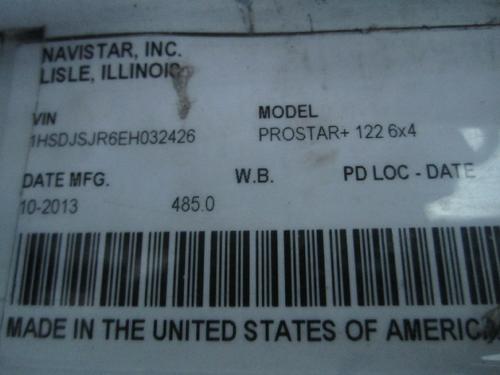 NAVISTAR, INC.
LISLE, ILLINOIS
VIN MODEL
1HSDJSJR6EH032426 PROSTAR+ 122 6x4
DATE MFG. W.B. PD LOC - DATE
10-2013 485.0
MADE IN THE UNITED STATES OF AMERICA